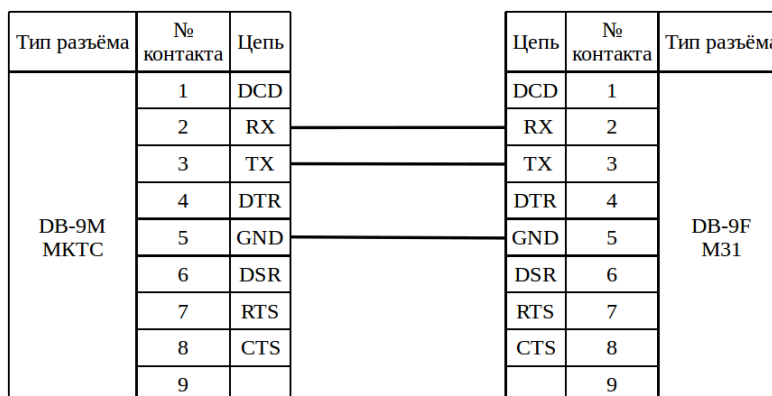 Тип разъёма № контакта Цепь Цепь № контакта Тип разъёма
1 DCD DCD 1
2 RX RX 2
3 TX TX 3
4 DTR DTR 4
DB-9M МКТС 5 GND GND 5 DB-9F М31
6 DSR DSR 6
7 RTS RTS 7
8 CTS CTS 8
9 9